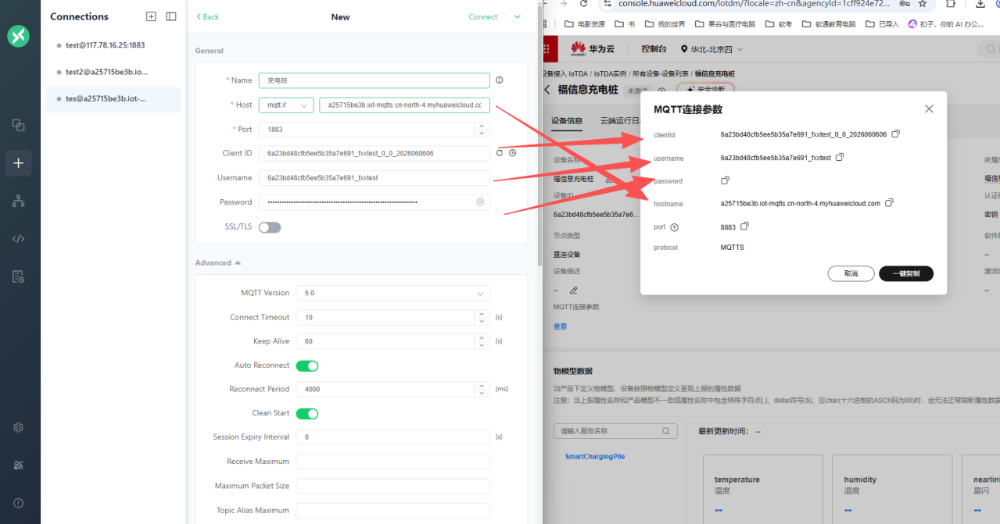 Connections
test@117.78.16.25:1883
test2@a25715be3b.io...
tes@a25715be3b.iot-...
Back
New
Connect
General
* Name
充电桩
* Host
mqtt://
a25715be3b.iot-mqtts.cn-north-4.myhuaweicloud.cc
* Port
1883
Client ID
6a23bd48cfb5ee5b35a7e691_fxxtest_0_0_2026060606
Username
6a23bd48cfb5ee5b35a7e691_fxxtest
Password
SSL/TLS
Advanced
MQTT Version
5.0
Connect Timeout
10
(s)
Keep Alive
60
(s)
Auto Reconnect
Reconnect Period
4000
(ms)
Clean Start
Session Expiry Interval
0
(s)
Receive Maximum
Maximum Packet Size
Topic Alias Maximum
console.huaweicloud.com/iotdm/?locale=zh-cn&agencyId=1cff924e72...
电影资源
书
我的世界
果谷与医疗电脑
软考
软通教育电脑
已导入
扣子，你的 AI 办公...
HUAWEI
华为云
控制台
华北-北京四
设备接入 IoTDA / IoTDA实例 / 所有设备-设备列表 / 福信息充电桩
福信息充电桩
未激活
安全诊断
设备信息
云端运行日
设备名称
福信息充电桩
设备ID
6a23bd48cfb5ee5b35a7e6...
节点类型
直连设备
设备描述
--
MQTT连接参数
查看
所属
福信息
认证
密钥
软件
--
激活
--
MQTT连接参数
clientId
6a23bd48cfb5ee5b35a7e691_fxxtest_0_0_2026060606
username
6a23bd48cfb5ee5b35a7e691_fxxtest
password
hostname
a25715be3b.iot-mqtts.cn-north-4.myhuaweicloud.com
port
8883
protocol
MQTTS
取消
一键复制
物模型数据
当产品下定义物模型，设备按照物模型定义呈现上报的属性数据
注意：当上报属性名称和产品模型不一致或属性名称中包含特殊字符点(.)、dollar符号($)、空char(十六进制的ASCII码为00)时，会无法正常刷新属性数据
请输入服务名称
最新更新时间： --
SmartChargingPile
temperature
温度
--
humidity
湿度
--
nearlin
星闪
--